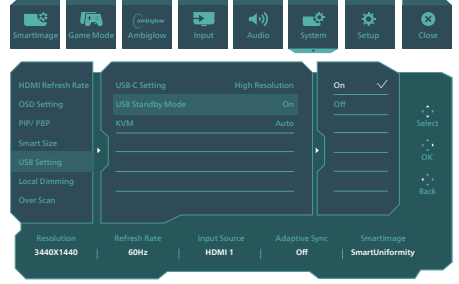 ambiglow
SmartImage Game Mode Ambiglow Input Audio System Setup Close
HDMI Refresh Rate USB-C Setting High Resolution On
OSD Setting USB Standby Mode On Off
PIP/ PBP KVM Auto Select
Smart Size
USB Setting OK
Local Dimming
Over Scan Back
Resolution Refresh Rate Input Source Adaptive Sync SmartImage
3440X1440 | 60Hz | HDMI 1 | Off | SmartUniformity